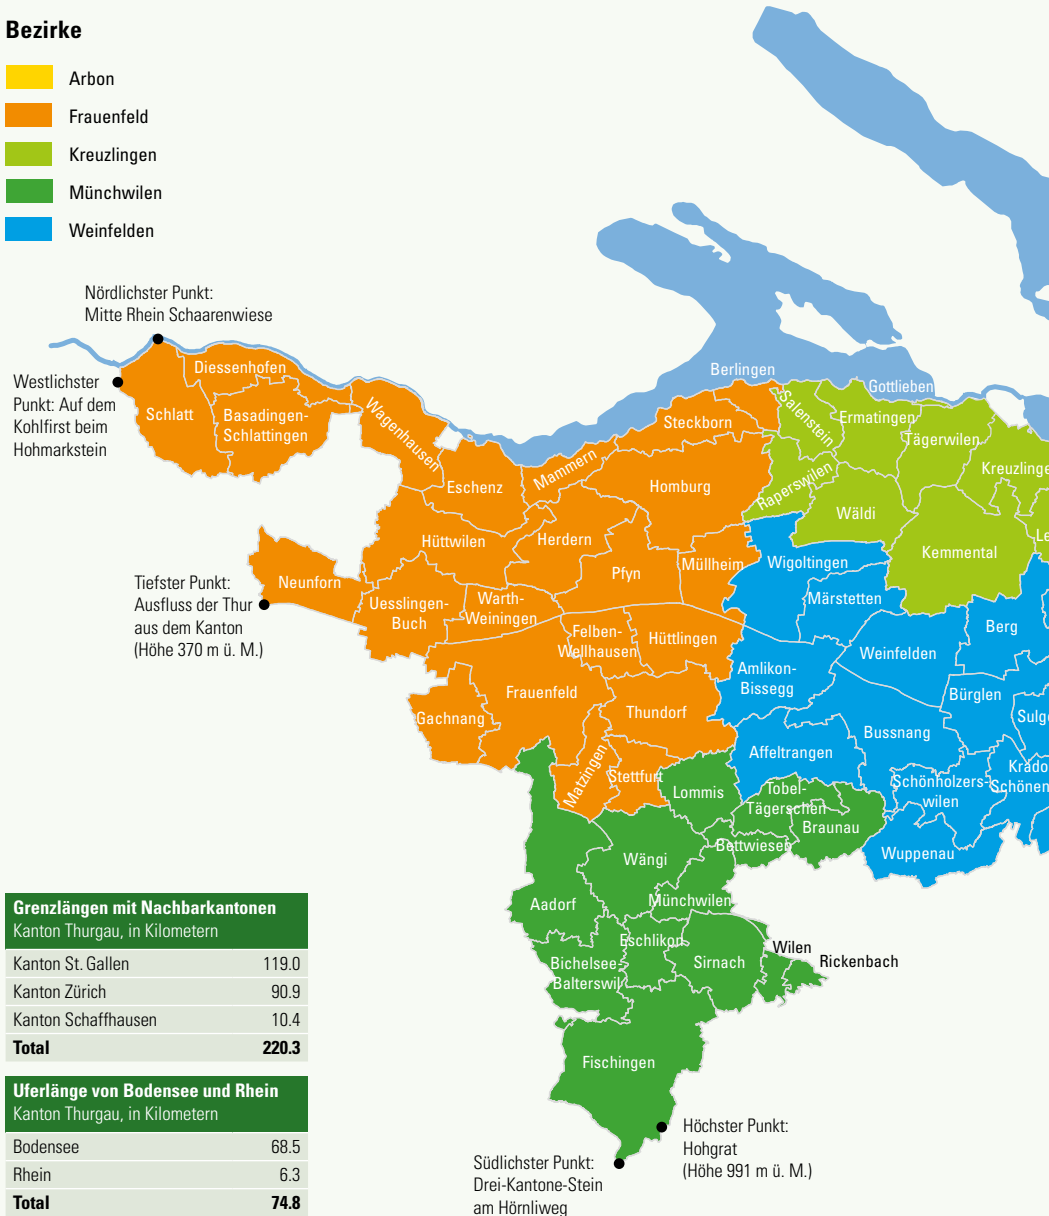 Bezirke
Arbon
Frauenfeld
Kreuzlingen
Münchwilen
Weinfelden
Nördlichster Punkt:
Mitte Rhein Schaarenwiese
Westlichster
Punkt: Auf dem
Kohlfirst beim
Hohmarkstein
Diessenhofen
Schlatt
Basadingen-
Schlattingen
Wagenhausen
Eschenz
Mammern
Steckborn
Berlingen
Homburg
Salenstein
Gottlieben
Ermatingen
Tägerwilen
Kreuzlinge
Raperswilen
Wäldi
Kemmental
Le
Hüttwilen
Herdern
Pfyn
Müllheim
Wigoltingen
Märstetten
Berg
Tiefster Punkt:
Ausfluss der Thur
aus dem Kanton
(Höhe 370 m ü. M.)
Neunforn
Uesslingen-
Buch
Warth-
Weiningen
Felben-
Wellhausen
Hüttlingen
Amlikon-
Bissegg
Weinfelden
Bürglen
Sulge
Frauenfeld
Gachnang
Thundorf
Affeltrangen
Bussnang
Matzingen
Stettfurt
Lommis
Tobel-
Tägerschen
Braunau
Schönholzers-
wilen
Krado
Schönen
Wuppenau
Bettwiesen
Wängi
Münchwilen
Aadorf
Eschlikon
Bichelsee-
Balterswil
Sirnach
Wilen
Rickenbach
Fischingen
Höchster Punkt:
Hohgrat
(Höhe 991 m ü. M.)
Südlichster Punkt:
Drei-Kantone-Stein
am Hörnliweg
Grenzlängen mit Nachbarkantonen
Kanton Thurgau, in Kilometern
Kanton St. Gallen 119.0
Kanton Zürich 90.9
Kanton Schaffhausen 10.4
Total 220.3
Uferlänge von Bodensee und Rhein
Kanton Thurgau, in Kilometern
Bodensee 68.5
Rhein 6.3
Total 74.8